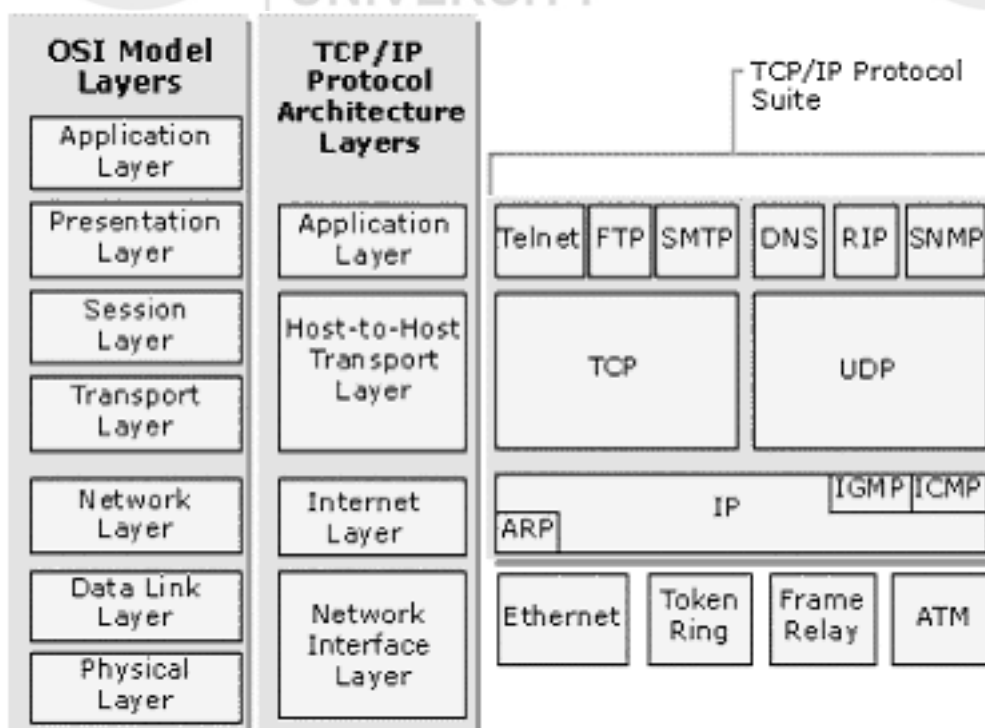 UNIVERSITY
OSI Model
Layers
Application
Layer
Presentation
Layer
Session
Layer
Transport
Layer
Network
Layer
Data Link
Layer
Physical
Layer
TCP/IP
Protocol
Architecture
Layers
Application
Layer
Host-to-Host
Transport
Layer
Internet
Layer
Network
Interface
Layer
TCP/IP Protocol
Suite
Telnet FTP SMTP DNS RIP SNMP
TCP UDP
IP IGMP ICMP
ARP
Ethernet
Token
Ring
Frame
Relay
ATM